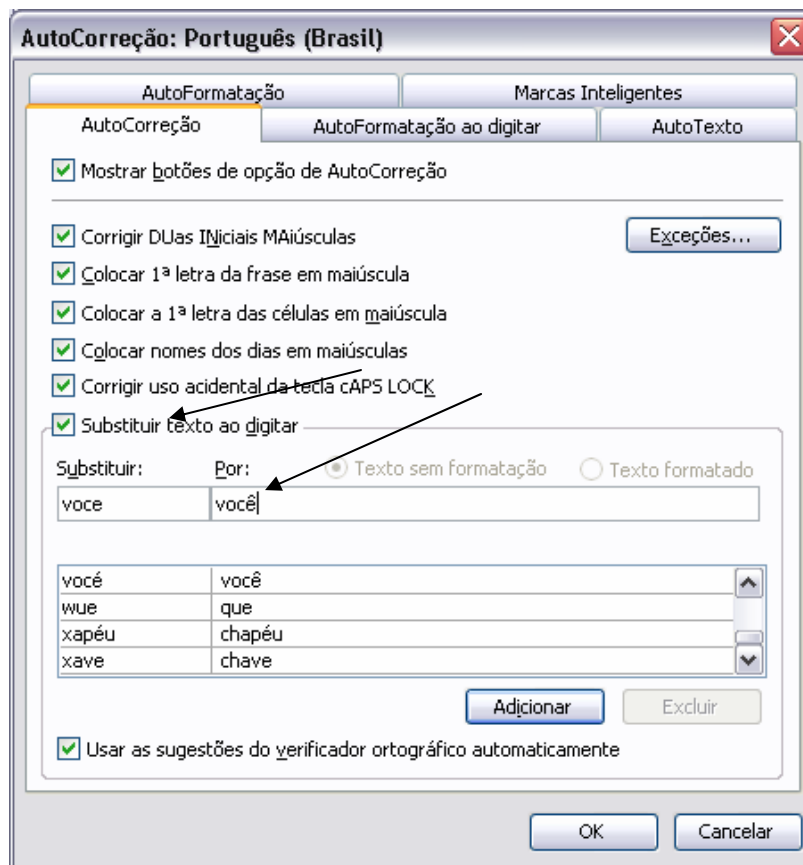 AutoCorreção: Português (Brasil)
AutoFormatação Marcas Inteligentes
AutoCorreção AutoFormatação ao digitar AutoTexto
Mostrar botões de opção de AutoCorreção
Corrigir DUas INiciais MAiúsculas Exceções...
Colocar 1ª letra da frase em maiúscula
Colocar a 1ª letra das células em maiúscula
Colocar nomes dos dias em maiúsculas
Corrigir uso acidental da tecla cAPS LOCK
Substituir texto ao digitar
Substituir: Por: Texto sem formatação Texto formatado
voce você
vocé você
wue que
xapéu chapéu
xave chave
Adicionar Excluir
Usar as sugestões do verificador ortográfico automaticamente
OK Cancelar